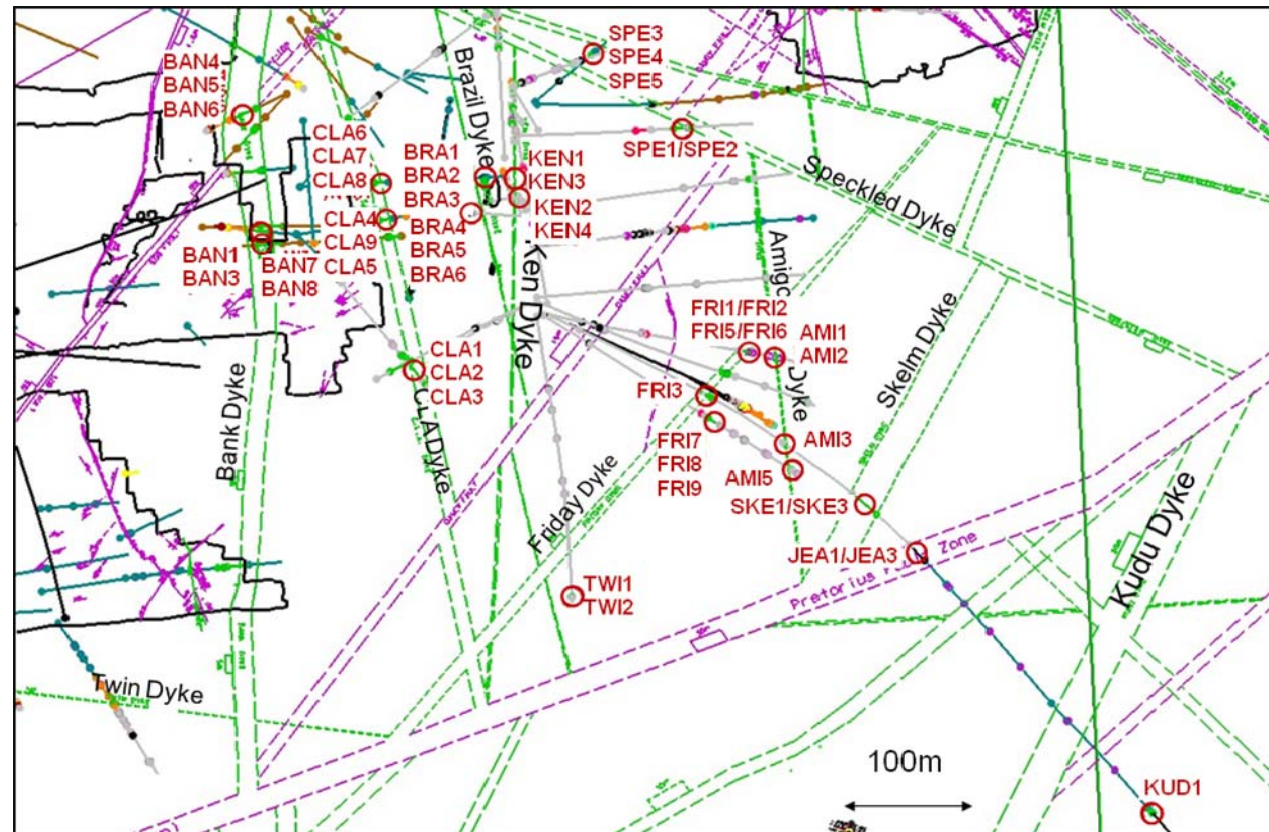 SPE3
SPE4
SPE5
BAN4
BAN5
BAN6
Brazil Dyke
CLA6
CLA7
CLA8
BRA1
BRA2
BRA3
KEN1
KEN3
SPE1/SPE2
Speckled Dyke
KEN2
KEN4
CLA4
CLA9
CLA5
BRA4
BRA5
BRA6
BAN1
BAN3
BAN7
BAN8
Ken Dyke
Amigo
Dyke
FRI1/FRI2
FRI5/FRI6
AMI1
AMI2
Skelm Dyke
CLA1
CLA2
CLA3
CLA Dyke
Bank Dyke
FRI3
AMI3
FRI7
FRI8
FRI9
AMI5
SKE1/SKE3
Friday Dyke
JEA1/JEA3
Pretorius
Zone
Kudu Dyke
TWI1
TWI2
Twin Dyke
100m
KUD1